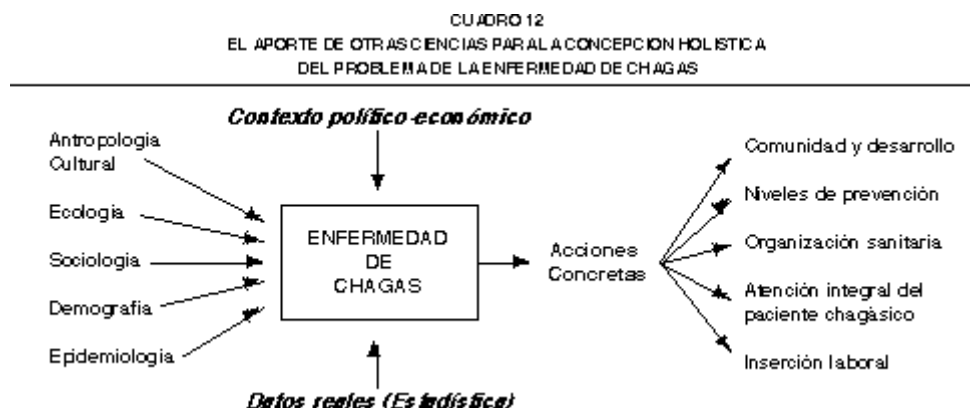 CUADRO 12
EL APORTE DE OTRAS CIENCIAS PARA LA CONCEPCION HOLISTICA
DEL PROBLEMA DE LA ENFERMEDAD DE CHAGAS
Contexto político-económico
Antropología
Cultural
Ecología
Sociología
Demografía
Epidemiología
ENFERMEDAD
DE
CHAGAS
Acciones
Concretas
Comunidad y desarrollo
Niveles de prevención
Organización sanitaria
Atención integral del
paciente chagásico
Inserción laboral
Datos reales (Estadística)